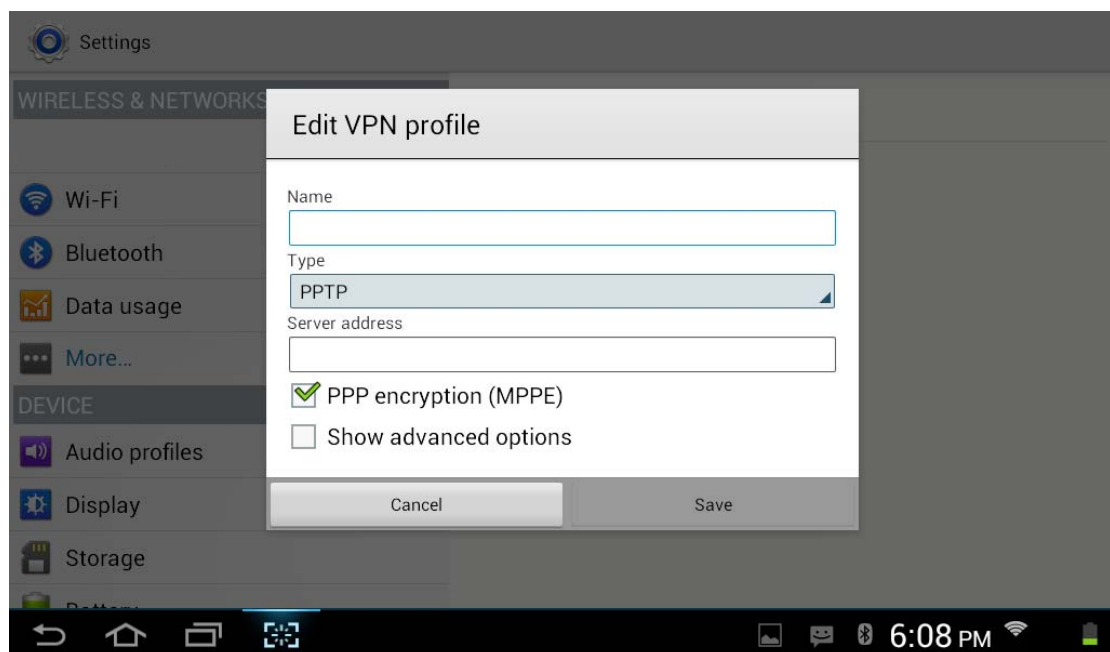 Settings
WIRELESS & NETWORKS
Wi-Fi
Bluetooth
Data usage
More...
DEVICE
Audio profiles
Display
Storage
Battery
Edit VPN profile
Name
Type
PPTP
Server address
PPP encryption (MPPE)
Show advanced options
Cancel
Save
6:08 PM